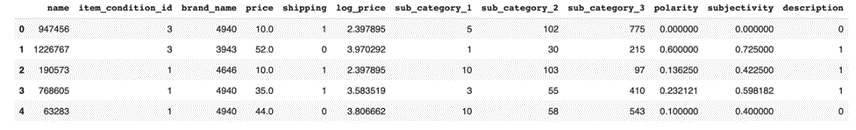 name item_condition_id brand_name price shipping log_price sub_category_1 sub_category_2 sub_category_3 polarity subjectivity description
0 947456 3 4940 10.0 1 2.397895 5 102 775 0.000000 0.000000 0
1 1226767 3 3943 52.0 0 3.970292 1 30 215 0.600000 0.725000 1
2 190573 1 4646 10.0 1 2.397895 10 103 97 0.136250 0.422500 1
3 768605 1 4940 35.0 1 3.583519 3 55 410 0.232121 0.598182 1
4 63283 1 4940 44.0 0 3.806662 10 58 543 0.100000 0.400000 0